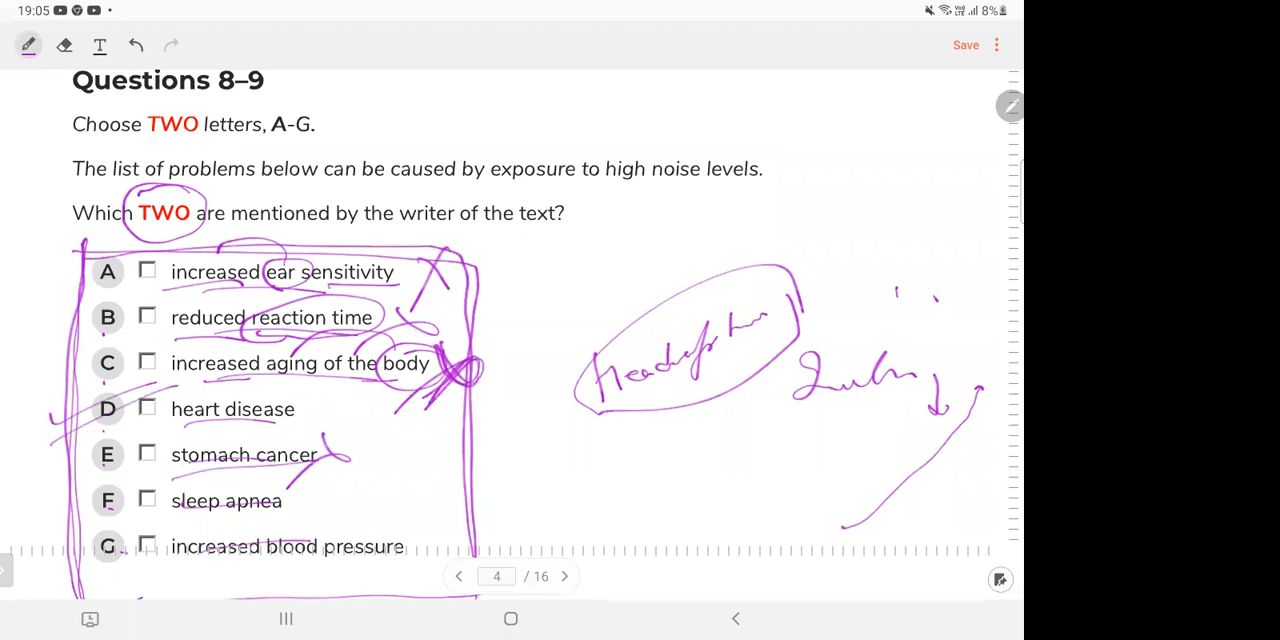 19:05 8%
Save
Questions 8–9
Choose TWO letters, A-G.
The list of problems below can be caused by exposure to high noise levels.
Which TWO are mentioned by the writer of the text?
A increased ear sensitivity
B reduced reaction time
C increased aging of the body
D heart disease
E stomach cancer
F sleep apnea
G increased blood pressure
4 / 16